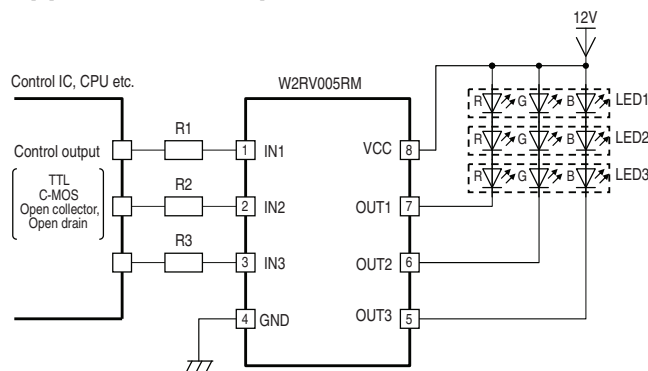 12V
Control IC, CPU etc.
W2RV005RM
R G B LED1
R1
1 IN1
VCC 8
R G B LED2
Control output
TTL
C-MOS
Open collector,
Open drain
R G B LED3
R2
2 IN2
OUT1 7
R3
3 IN3
OUT2 6
4 GND
OUT3 5